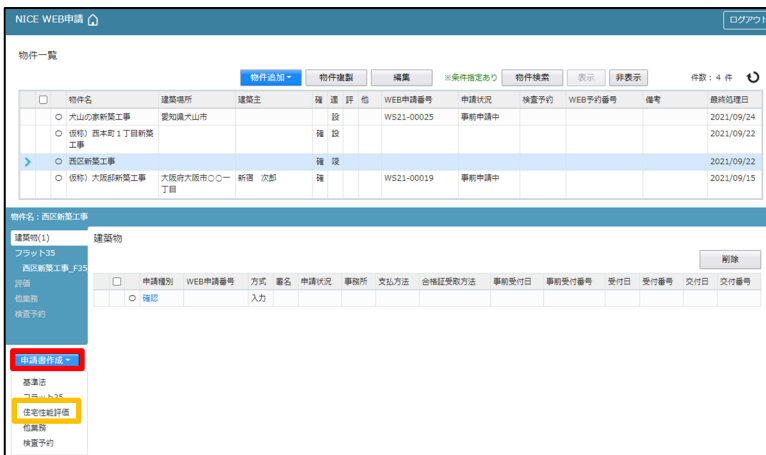 NICE WEB申請
ログアウト
物件一覧
物件追加 物件複製 編集 ※条件指定あり 物件検索 表示 非表示 件数: 4 件
物件名 建築場所 建築主 確 適 評 他 WEB申請番号 申請状況 検査予約 WEB予約番号 備考 最終処理日
犬山の家新築工事 愛知県犬山市 設 WS21-00025 事前申請中 2021/09/24
仮称）西本町１丁目新築工事 確 設 2021/09/22
西区新築工事 確 竣 2021/09/22
仮称）大阪邸新築工事 大阪府大阪市○○一丁目 新宿 次郎 確 WS21-00019 事前申請中 2021/09/15
物件名：西区新築工事
建築物(1)
フラット35
西区新築工事_F35
評価
他業務
検査予約
建築物
削除
申請種別 WEB申請番号 方式 署名 申請状況 事務所 支払方法 合格証受取方法 事前受付日 事前受付番号 受付日 受付番号 交付日 交付番号
確認 入力
申請書作成
基準法
フラット35
住宅性能評価
他業務
検査予約